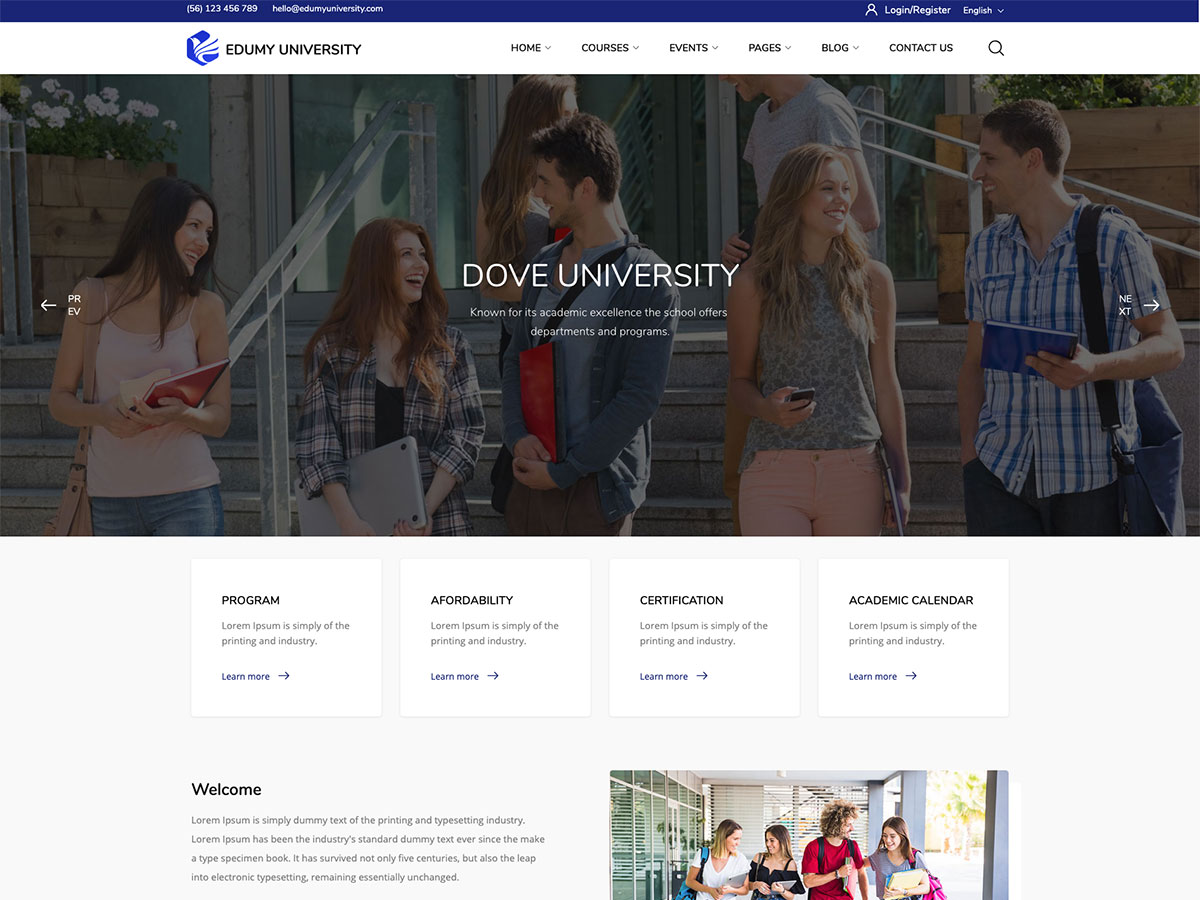 (56) 123 456 789 hello@edumyuniversity.com Login/Register English
EDUMY UNIVERSITY HOME COURSES EVENTS PAGES BLOG CONTACT US
DOVE UNIVERSITY
PR
EV
Known for its academic excellence the school offers
departments and programs.
NE
XT
PROGRAM
Lorem Ipsum is simply of the
printing and industry.
Learn more
AFORDABILITY
Lorem Ipsum is simply of the
printing and industry.
Learn more
CERTIFICATION
Lorem Ipsum is simply of the
printing and industry.
Learn more
ACADEMIC CALENDAR
Lorem Ipsum is simply of the
printing and industry.
Learn more
Welcome
Lorem Ipsum is simply dummy text of the printing and typesetting industry.
Lorem Ipsum has been the industry's standard dummy text ever since the make
a type specimen book. It has survived not only five centuries, but also the leap
into electronic typesetting, remaining essentially unchanged.